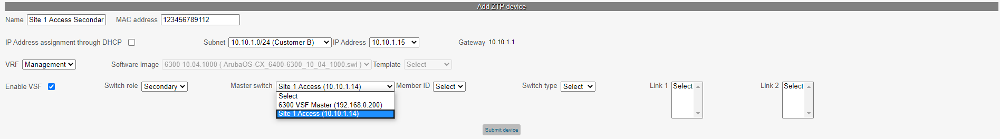 Add ZTP device
Name Site 1 Access Secondar MAC address 123456789112
IP Address assignment through DHCP Subnet 10.10.1.0/24 (Customer B) IP Address 10.10.1.15 Gateway 10.10.1.1
VRF Management Software image 6300 10.04.1000 ( ArubaOS-CX_6400-6300_10_04_1000.swi ) Template Select
Enable VSF Switch role Secondary Master switch Site 1 Access (10.10.1.14) Member ID Select Switch type Select Link 1 Select Link 2 Select
Select
6300 VSF Master (192.168.0.200)
Site 1 Access (10.10.1.14)
Submit device